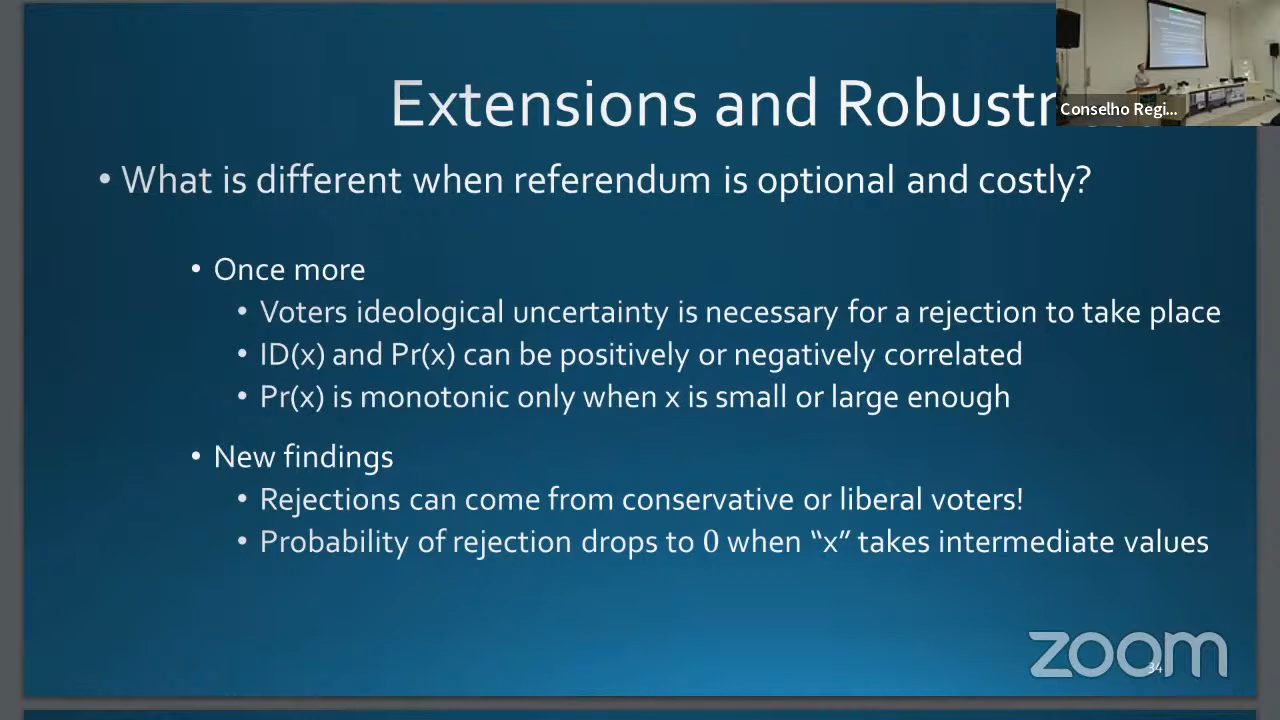 Extensions and
Conselho Regi...
• What is different when referendum is optional and costly?
• Once more
• Voters ideological uncertainty is necessary for a rejection to take place
• ID(x) and Pr(x) can be positively or negatively correlated
• Pr(x) is monotonic only when x is small or large enough
• New findings
• Rejections can come from conservative or liberal voters!
• Probability of rejection drops to 0 when “x” takes intermediate values
zoom
34